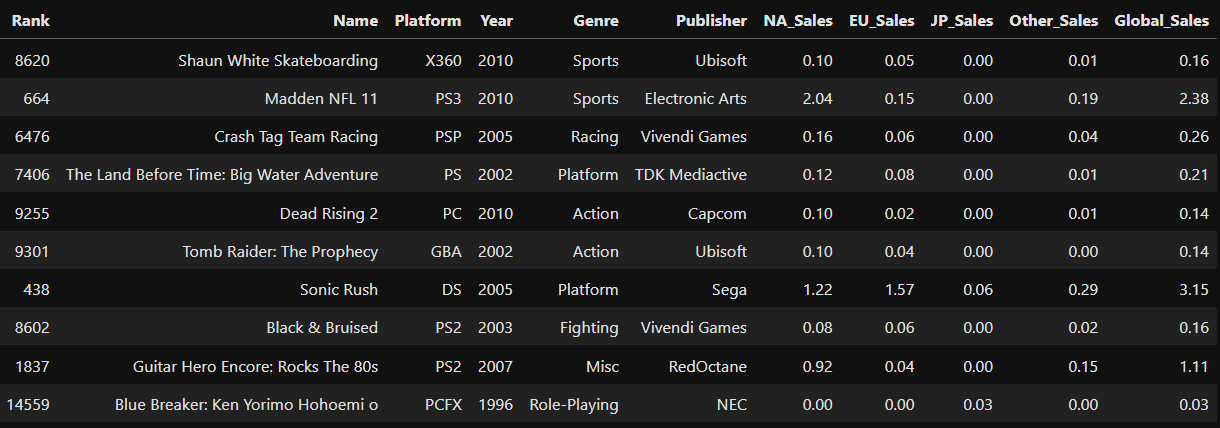 Rank Name Platform Year Genre Publisher NA_Sales EU_Sales JP_Sales Other_Sales Global_Sales
8620 Shaun White Skateboarding X360 2010 Sports Ubisoft 0.10 0.05 0.00 0.01 0.16
664 Madden NFL 11 PS3 2010 Sports Electronic Arts 2.04 0.15 0.00 0.19 2.38
6476 Crash Tag Team Racing PSP 2005 Racing Vivendi Games 0.16 0.06 0.00 0.04 0.26
7406 The Land Before Time: Big Water Adventure PS 2002 Platform TDK Mediactive 0.12 0.08 0.00 0.01 0.21
9255 Dead Rising 2 PC 2010 Action Capcom 0.10 0.02 0.00 0.01 0.14
9301 Tomb Raider: The Prophecy GBA 2002 Action Ubisoft 0.10 0.04 0.00 0.00 0.14
438 Sonic Rush DS 2005 Platform Sega 1.22 1.57 0.06 0.29 3.15
8602 Black & Bruised PS2 2003 Fighting Vivendi Games 0.08 0.06 0.00 0.02 0.16
1837 Guitar Hero Encore: Rocks The 80s PS2 2007 Misc RedOctane 0.92 0.04 0.00 0.15 1.11
14559 Blue Breaker: Ken Yorimo Hohoemi o PCFX 1996 Role-Playing NEC 0.00 0.00 0.03 0.00 0.03